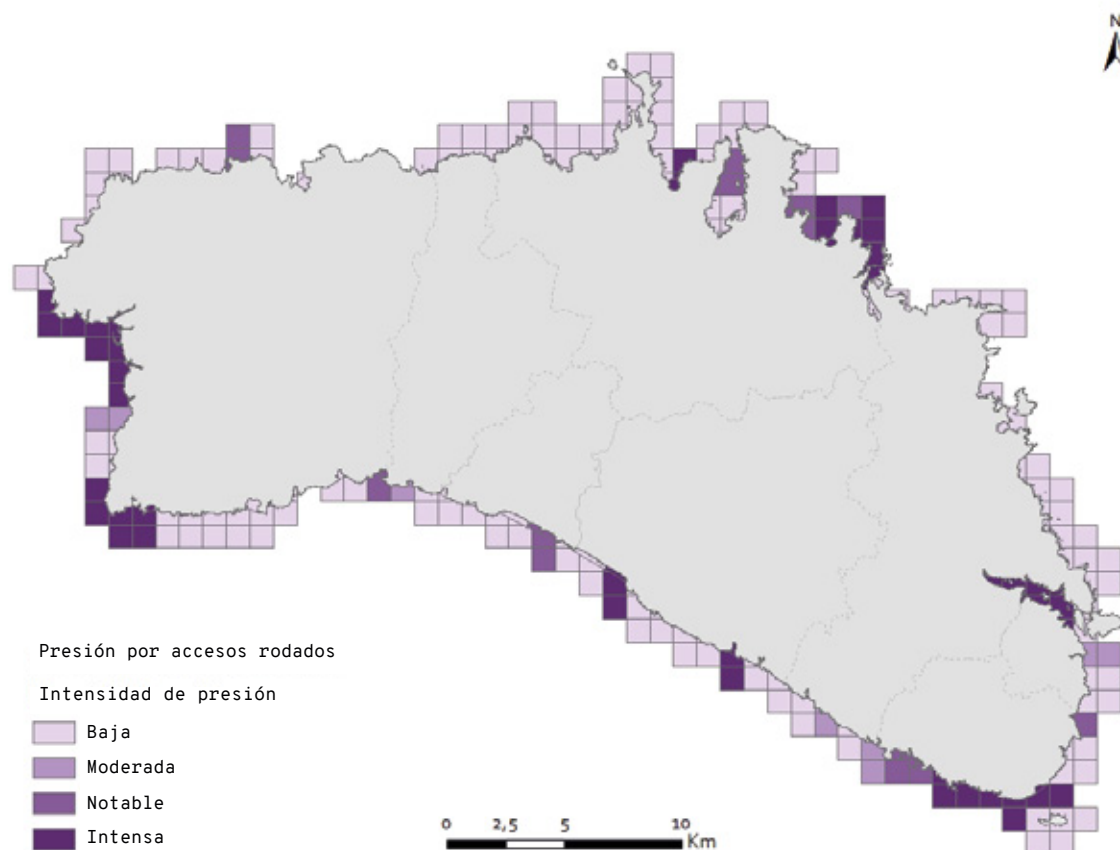 N
Presión por accesos rodados
Intensidad de presión
Baja
Moderada
Notable
Intensa
0 2,5 5 10 Km